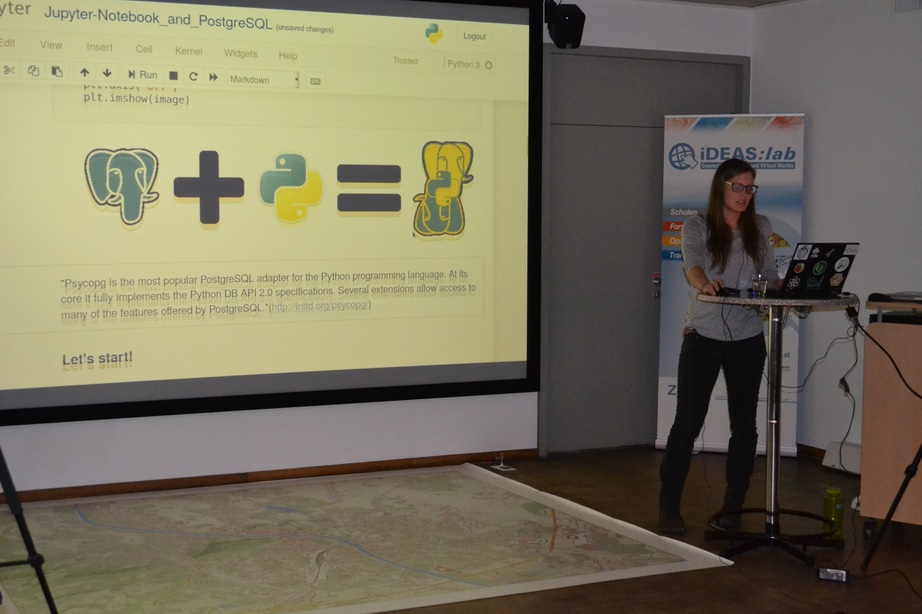 Jupyter-Notebook_and_PostgreSQL (unsaved changes)
Logout
Edit View Insert Cell Kernel Widgets Help
Trusted Python 3
Run Markdown
plt.imshow(image)
"Psycopg is the most popular PostgreSQL adapter for the Python programming language. At its
core it fully implements the Python DB API 2.0 specifications. Several extensions allow access to
many of the features offered by PostgreSQL."(http://initd.org/psycopg/)
Let's start!
iDEAS:lab
Schulen